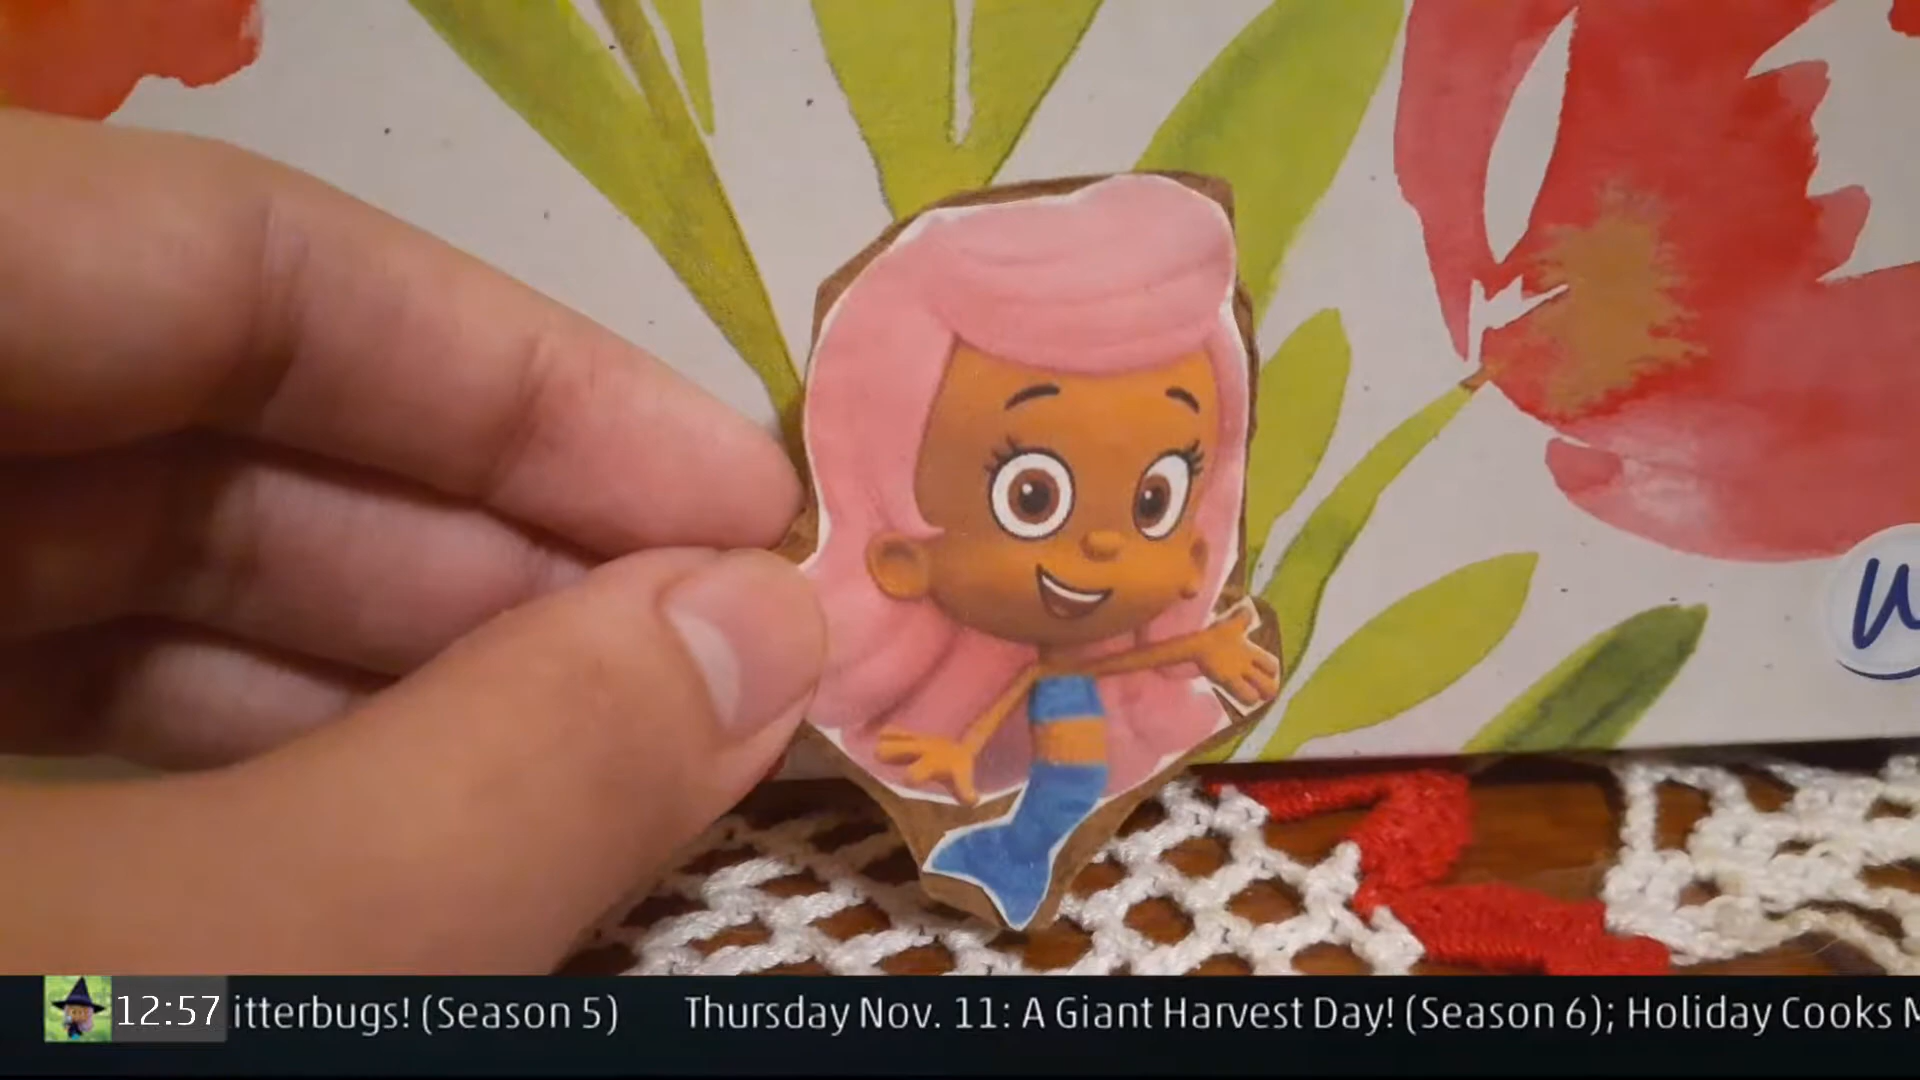 W
12:57 itterbugs! (Season 5) Thursday Nov. 11: A Giant Harvest Day! (Season 6); Holiday Cooks